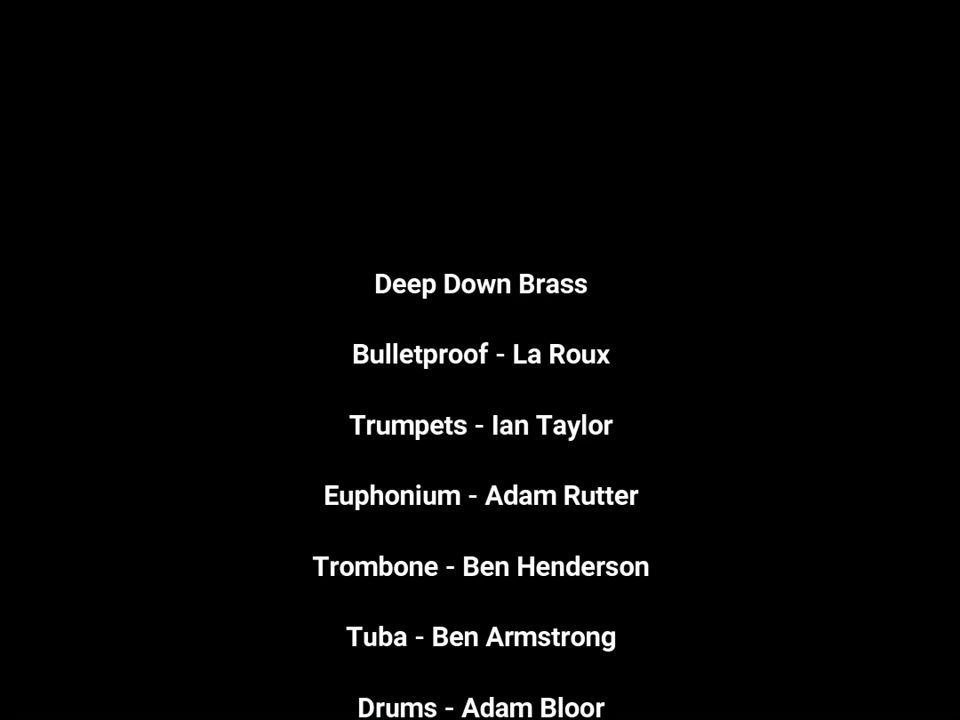 Deep Down Brass
Bulletproof - La Roux
Trumpets - Ian Taylor
Euphonium - Adam Rutter
Trombone - Ben Henderson
Tuba - Ben Armstrong
Drums - Adam Bloor